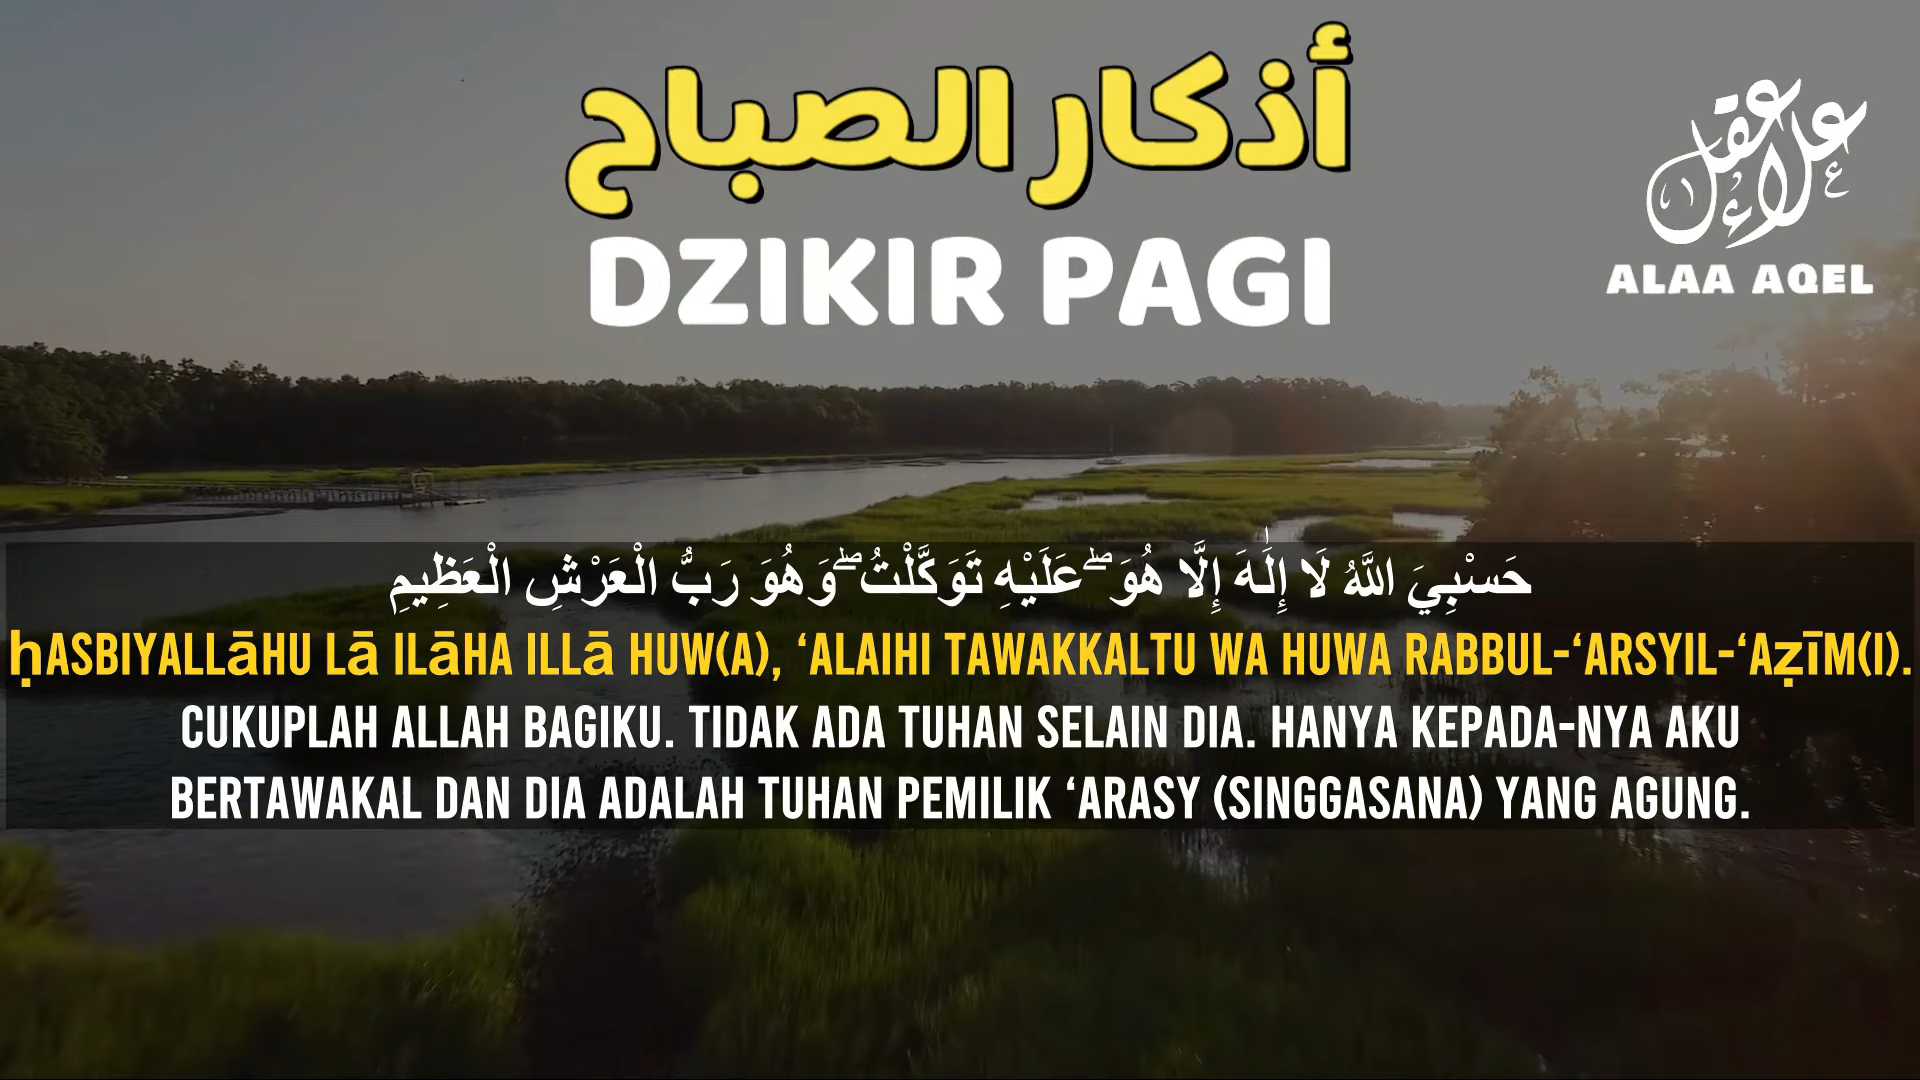 أذكار الصباح
DZIKIR PAGI
علاء عقل
ALAA AQEL
حَسْبِيَ اللَّهُ لَا إِلَٰهَ إِلَّا هُوَ ۖ عَلَيْهِ تَوَكَّلْتُ ۖ وَهُوَ رَبُّ الْعَرْشِ الْعَظِيمِ
ḥASBIYALLāHU Lā ILāHA ILLā HUW(A), ‘ALAIHI TAWAKKALTU WA HUWA RABBUL-‘ARSYIL-‘AẓīM(I).
CUKUPLAH ALLAH BAGIKU. TIDAK ADA TUHAN SELAIN DIA. HANYA KEPADA-NYA AKU
BERTAWAKAL DAN DIA ADALAH TUHAN PEMILIK ‘ARASY (SINGGASANA) YANG AGUNG.